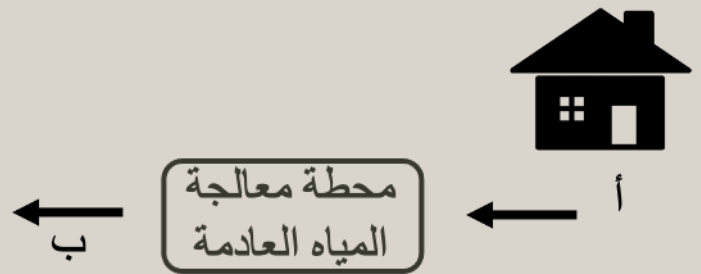 أ
محطة معالجة
المياه العادمة
ب